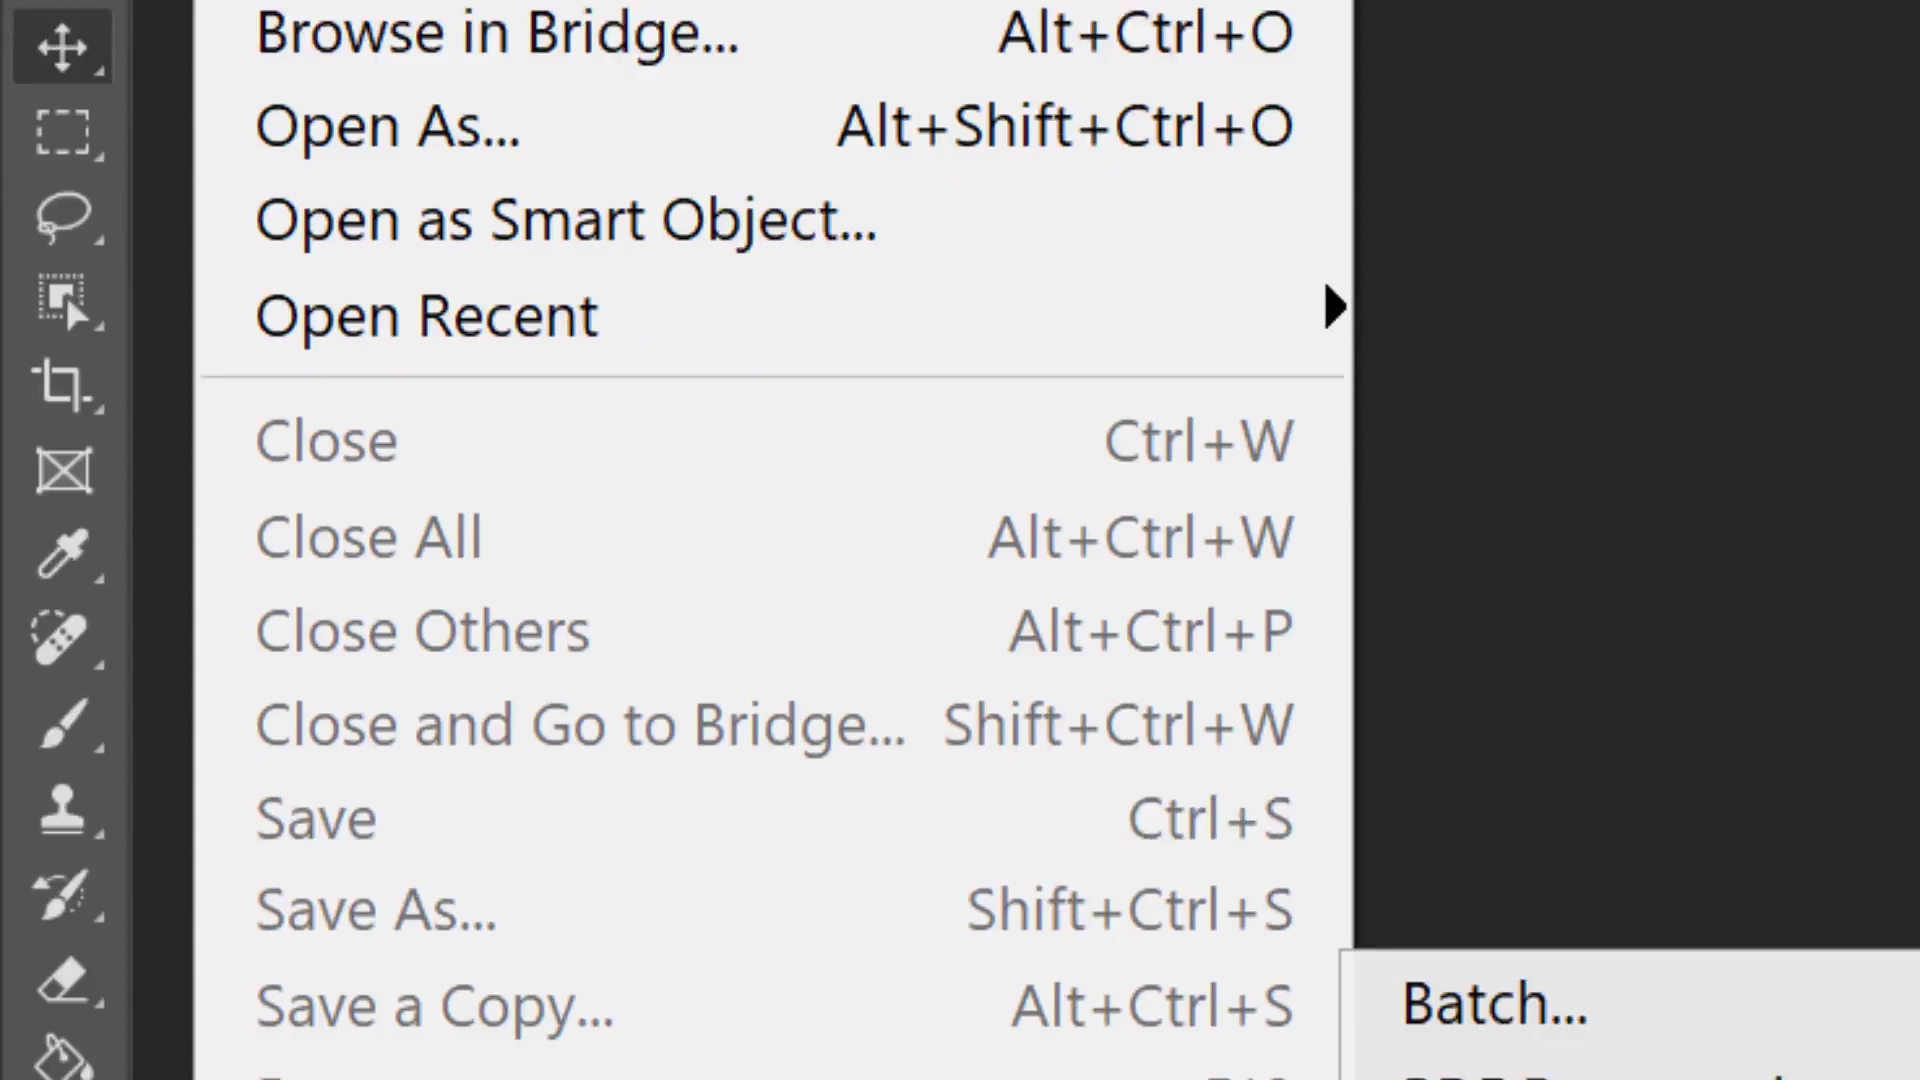 Browse in Bridge... Alt+Ctrl+O
Open As... Alt+Shift+Ctrl+O
Open as Smart Object...
Open Recent
Close Ctrl+W
Close All Alt+Ctrl+W
Close Others Alt+Ctrl+P
Close and Go to Bridge... Shift+Ctrl+W
Save Ctrl+S
Save As... Shift+Ctrl+S
Save a Copy... Alt+Ctrl+S
Batch...